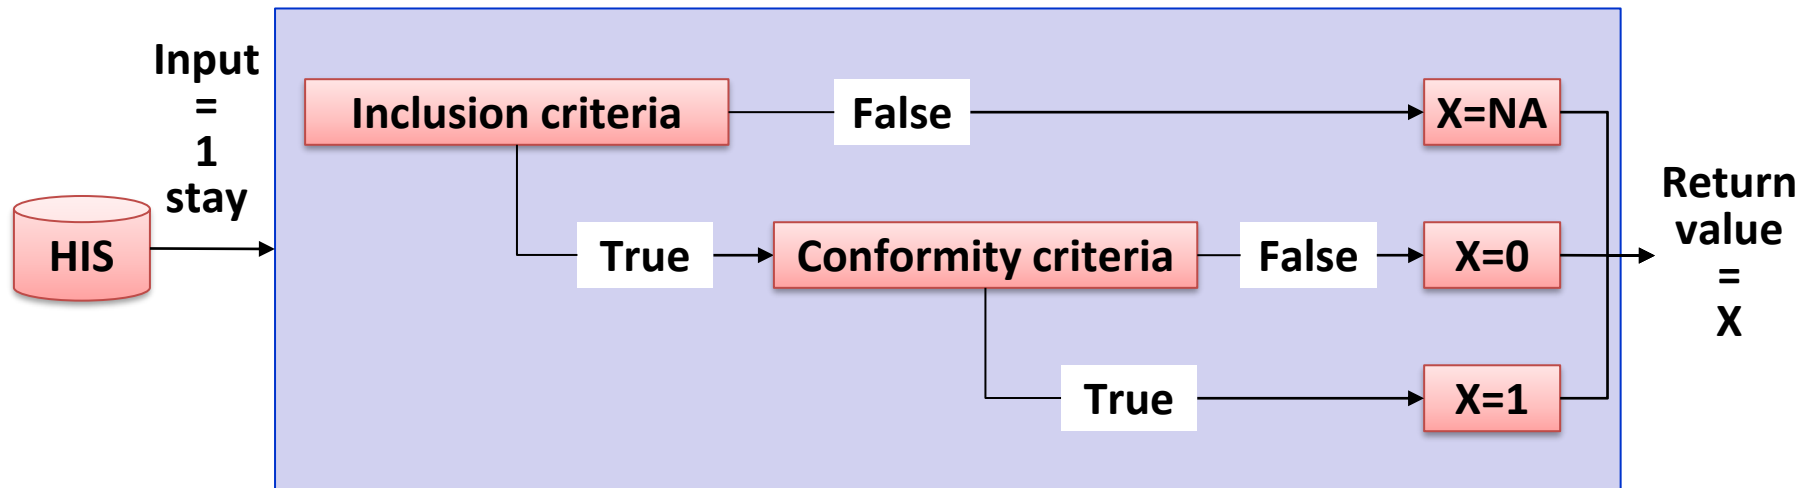 Input
=
1
stay
HIS
Inclusion criteria
False
X=NA
True
Conformity criteria
False
X=0
True
X=1
Return
value
=
X